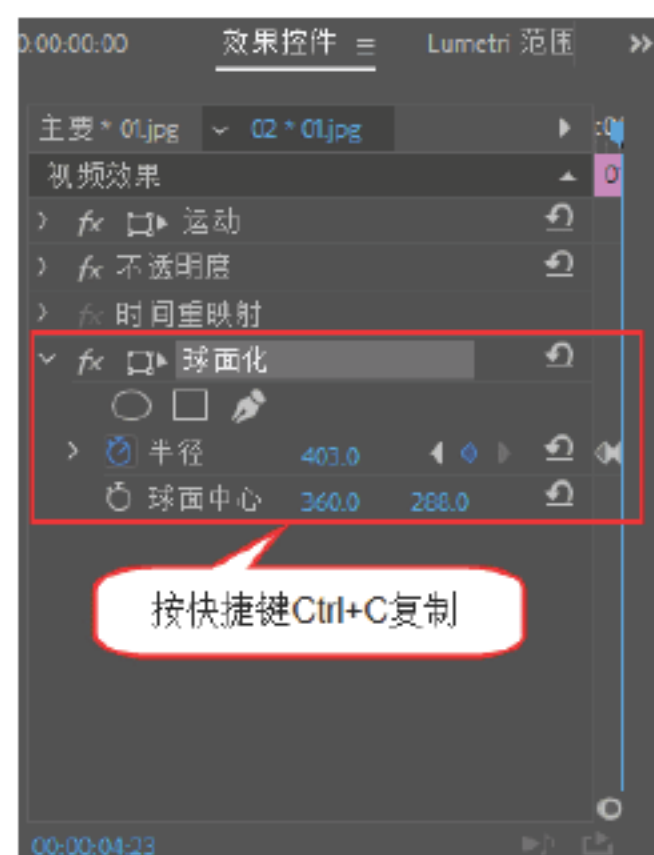 0:00:00:00 效果控件 Lumetri 范围
主要 * 01.jpg 02 * 01.jpg
视频效果
fx 运动
fx 不透明度
fx 时间重映射
fx 球面化
半径 403.0
球面中心 360.0 288.0
按快捷键Ctrl+C复制
00:00:04:23